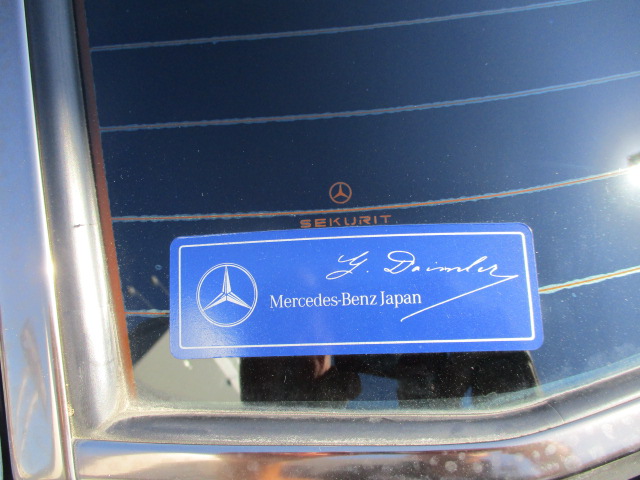 SEKURIT
G. Daimler
Mercedes-Benz Japan